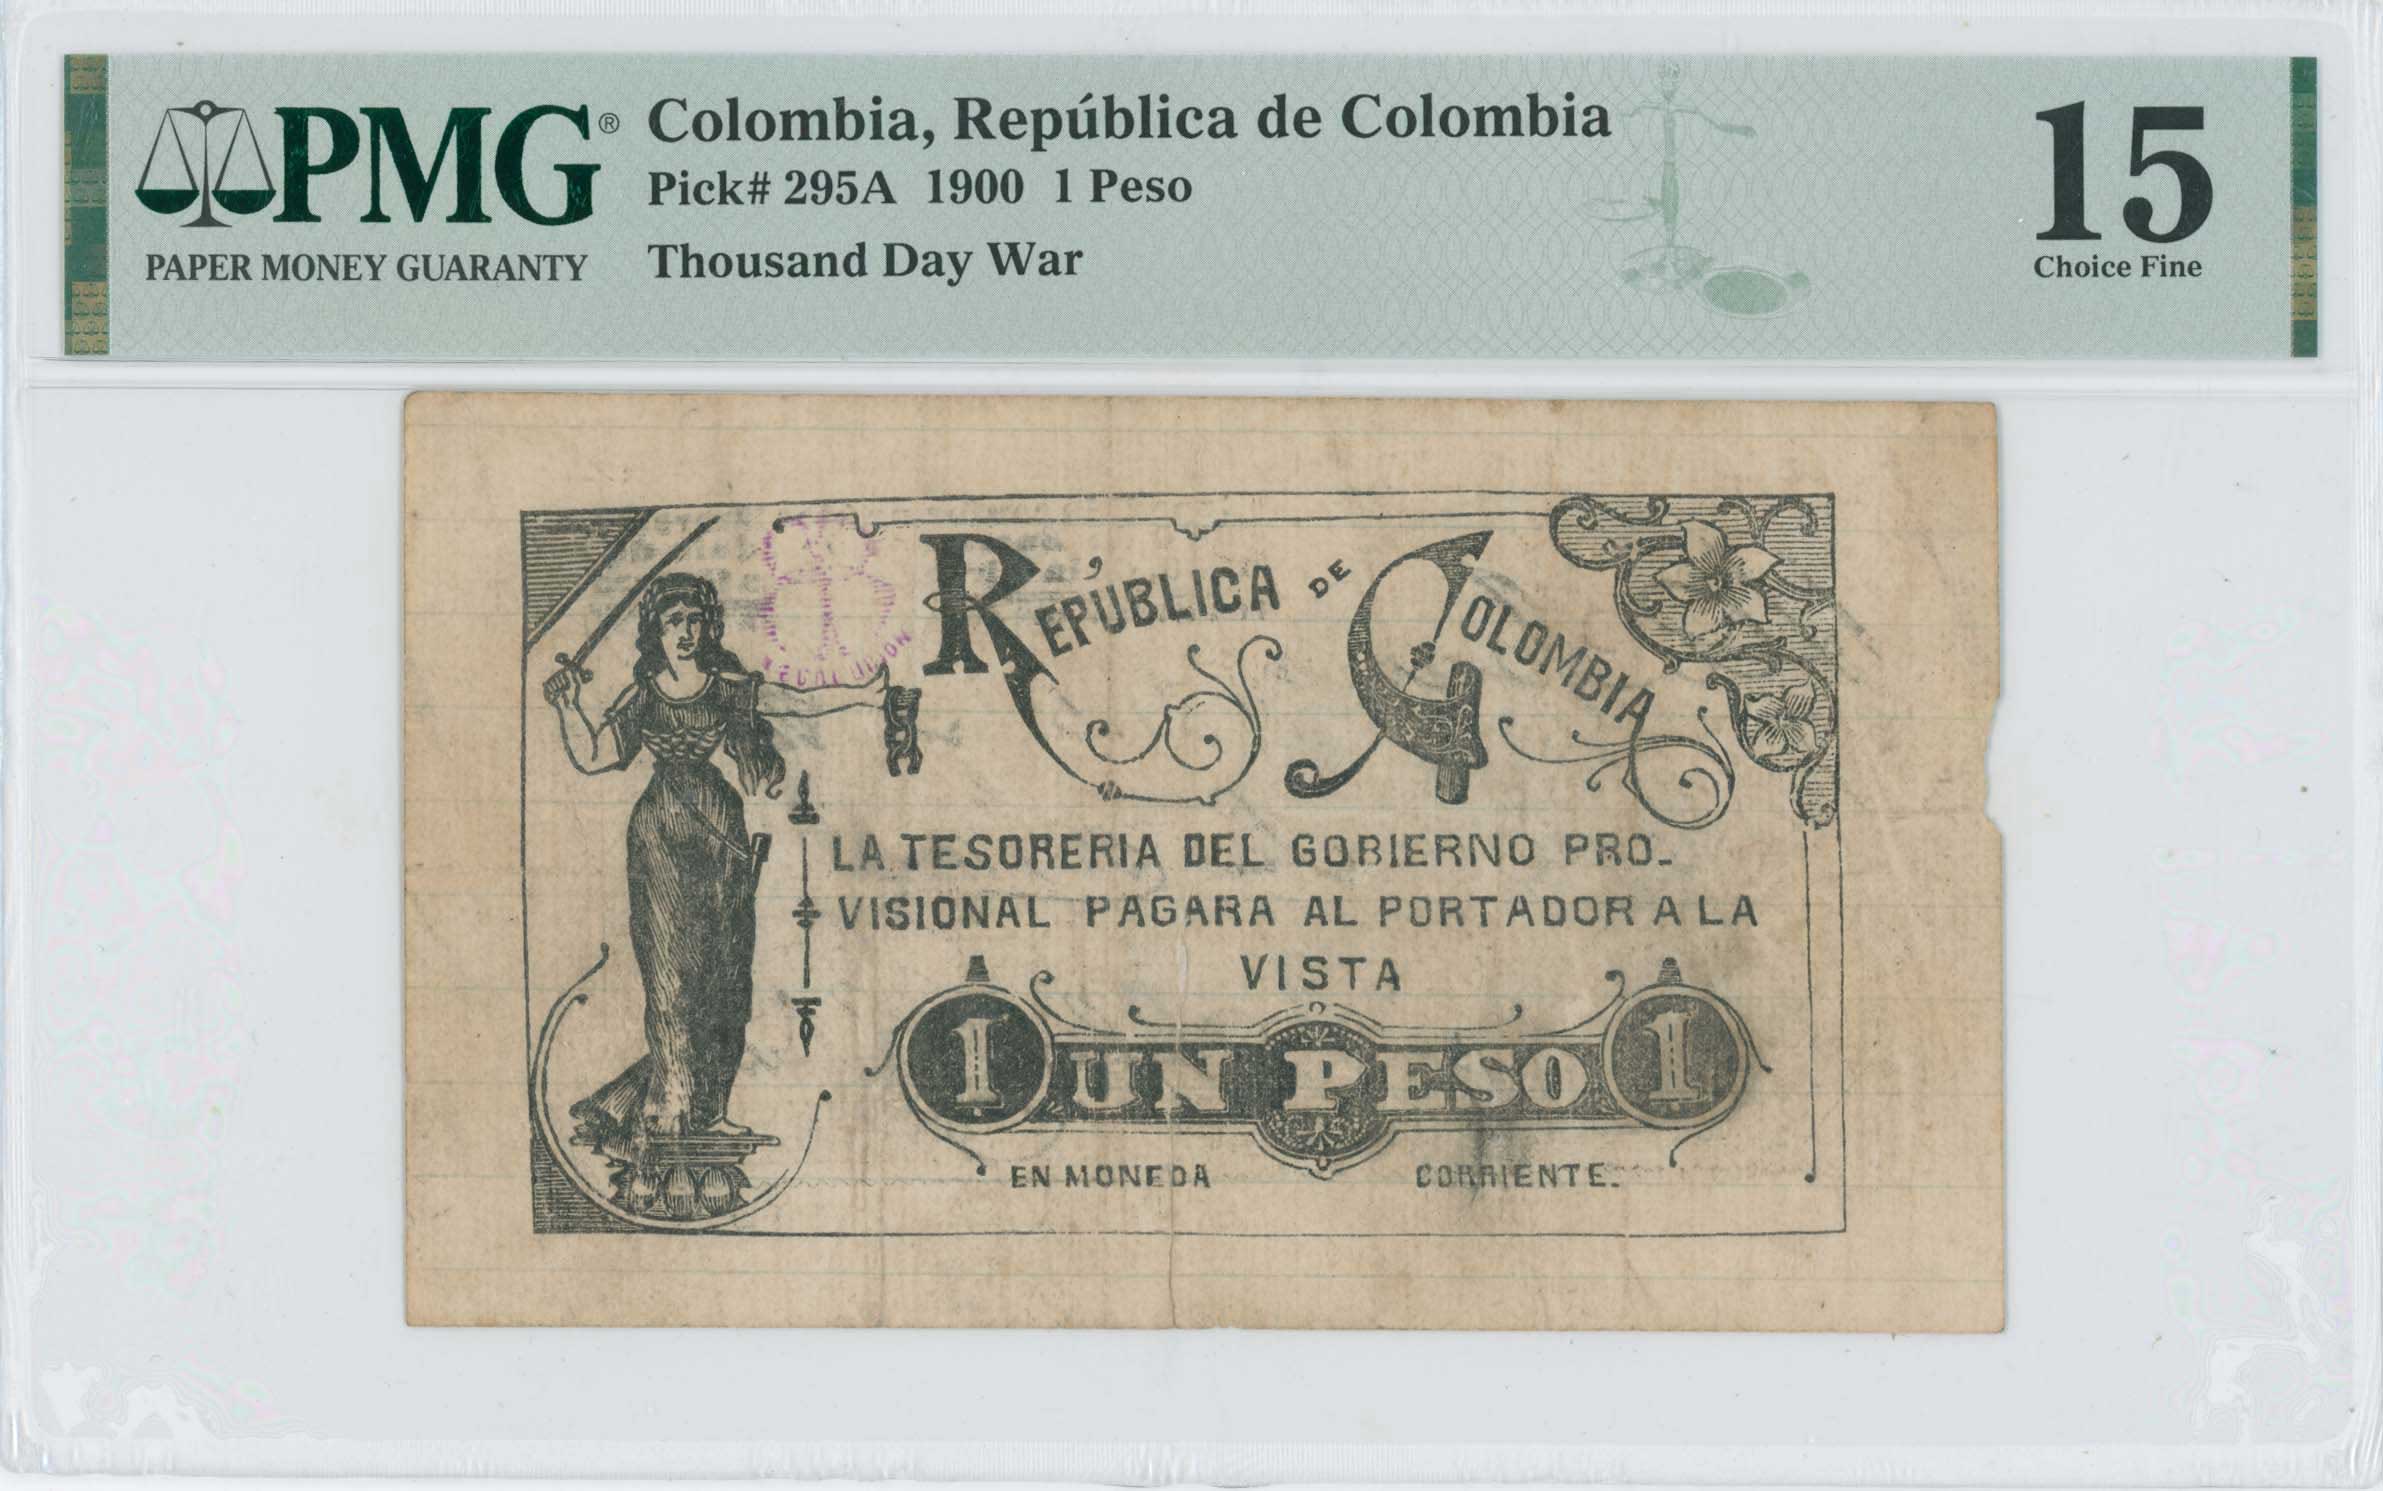 PMG®
PAPER MONEY GUARANTY
Colombia, República de Colombia
Pick# 295A 1900 1 Peso
Thousand Day War
15
Choice Fine
REPÚBLICA DE COLOMBIA
LA TESORERIA DEL GOBIERNO PRO-
VISIONAL PAGARA AL PORTADOR A LA
VISTA
1 UN PESO 1
EN MONEDA CORRIENTE.